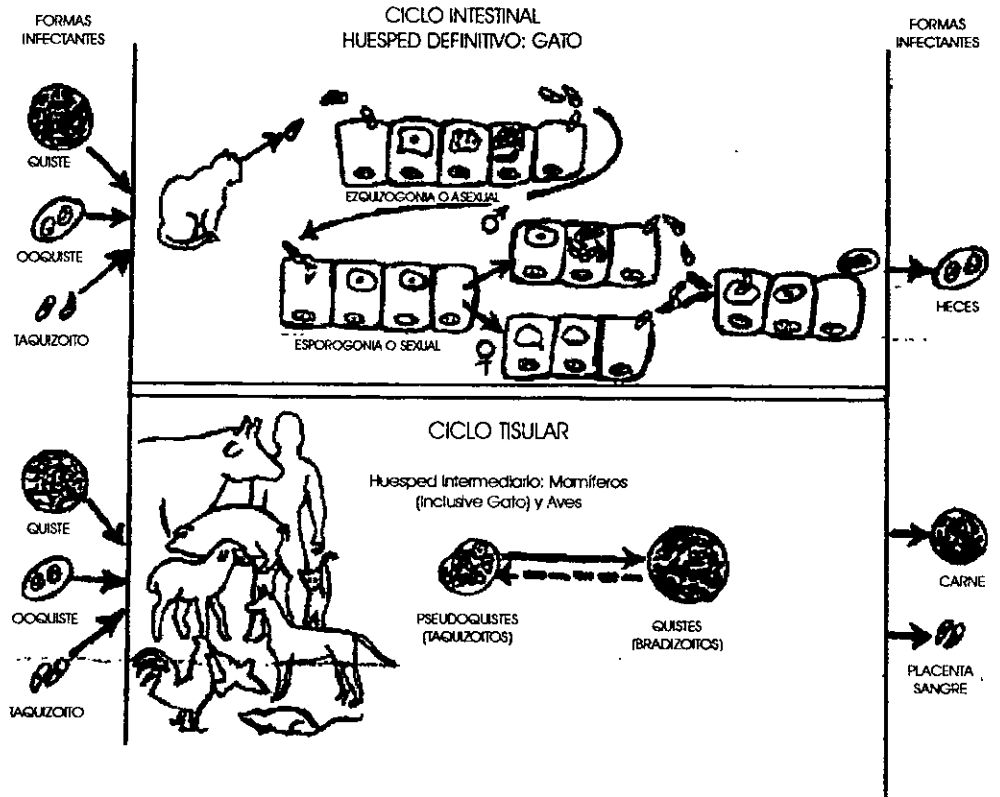 FORMAS
INFECTANTES
CICLO INTESTINAL
HUESPED DEFINITIVO: GATO
FORMAS
INFECTANTES
QUISTE
OOQUISTE
TAQUIZOITO
EZQUIZOGONIA O ASEXUAL
ESPOROGONIA O SEXUAL
HECES
CICLO TISULAR
Huesped Intermediario: Mamíferos
(Inclusive Gato) y Aves
QUISTE
OOQUISTE
TAQUIZOITO
PSEUDOQUISTES
(TAQUIZOITOS)
QUISTES
(BRADIZOITOS)
CARNE
PLACENTA
SANGRE